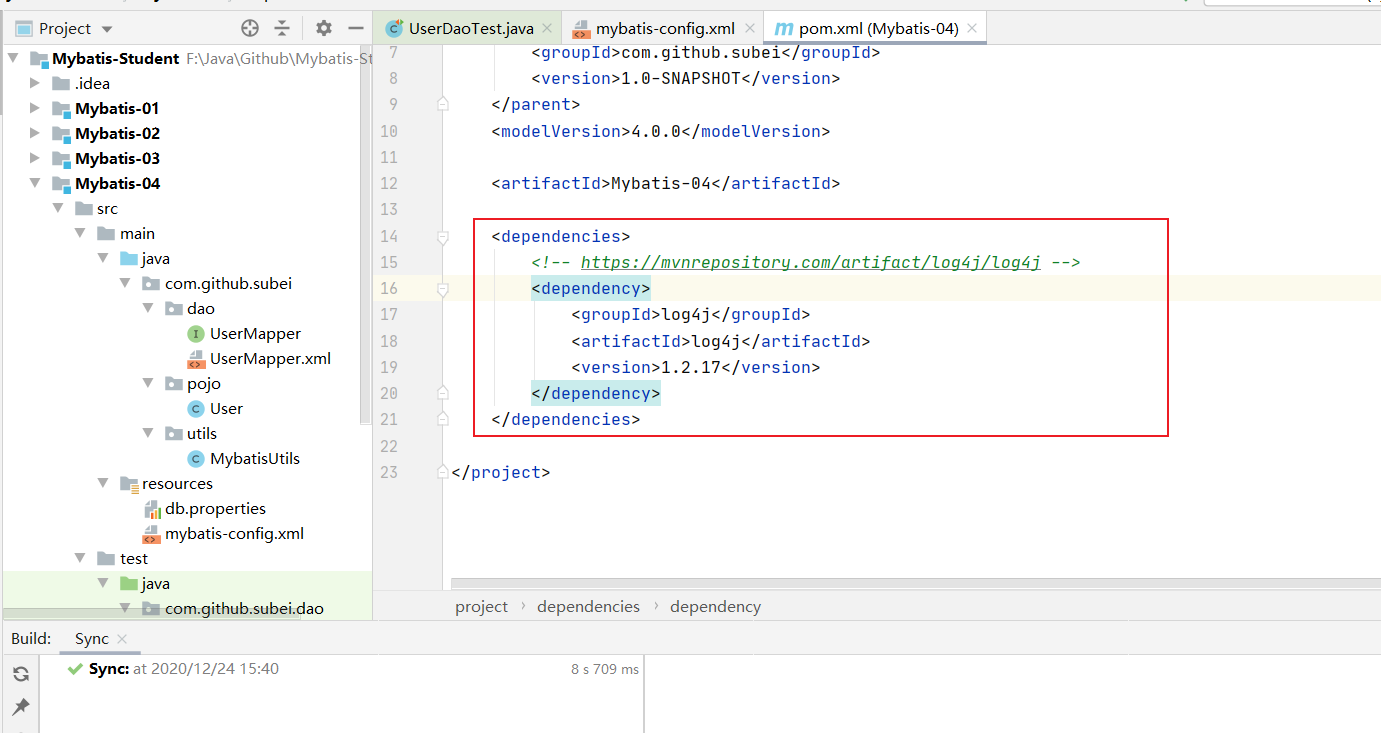 Project
Mybatis-Student F:\Java\Github\Mybatis-St
.idea
Mybatis-01
Mybatis-02
Mybatis-03
Mybatis-04
src
main
java
com.github.subei
dao
UserMapper
UserMapper.xml
pojo
User
utils
MybatisUtils
resources
db.properties
mybatis-config.xml
test
java
com.github.subei.dao
UserDaoTest.java
mybatis-config.xml
pom.xml (Mybatis-04)
7 <groupId>com.github.subei</groupId>
8 <version>1.0-SNAPSHOT</version>
9 </parent>
10 <modelVersion>4.0.0</modelVersion>
11
12 <artifactId>Mybatis-04</artifactId>
13
14 <dependencies>
15 <!-- https://mvnrepository.com/artifact/log4j/log4j -->
16 <dependency>
17 <groupId>log4j</groupId>
18 <artifactId>log4j</artifactId>
19 <version>1.2.17</version>
20 </dependency>
21 </dependencies>
22
23 </project>
project › dependencies › dependency
Build: Sync
Sync: at 2020/12/24 15:40 8 s 709 ms